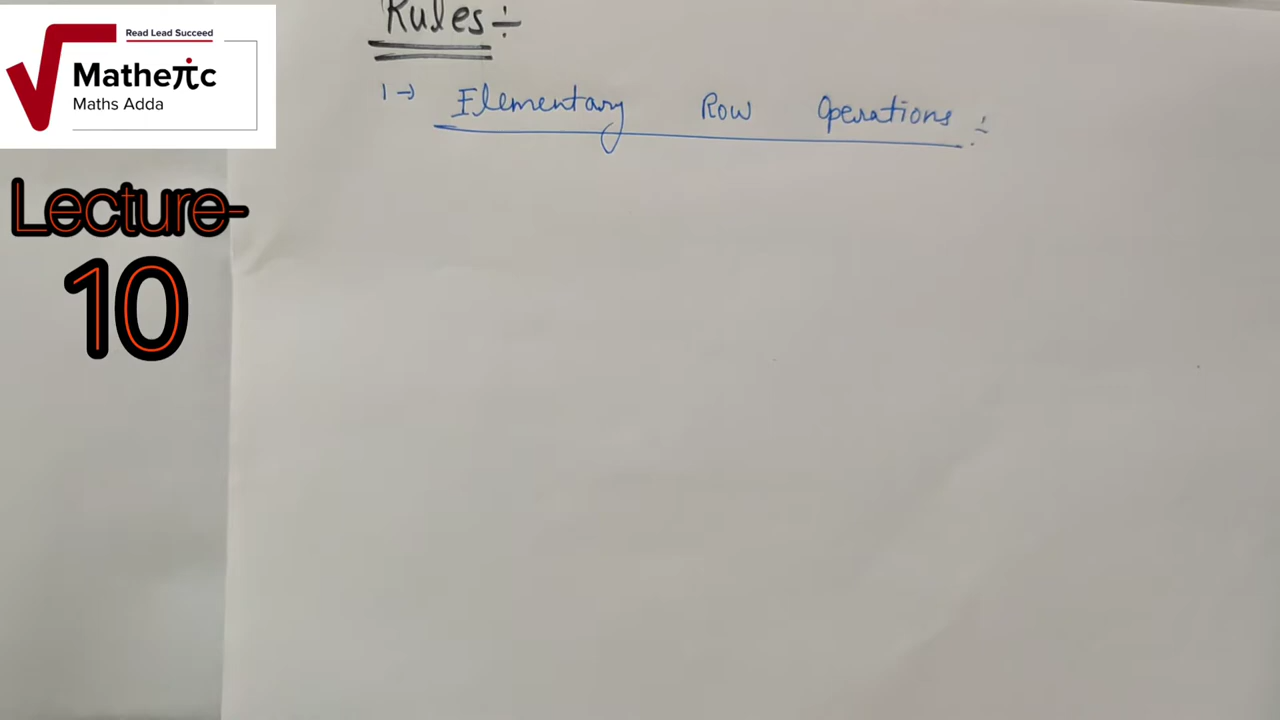 Rules ÷
Read Lead Succeed
Matheπc
Maths Adda
1→ Elementary Row Operations ÷
Lecture-
10